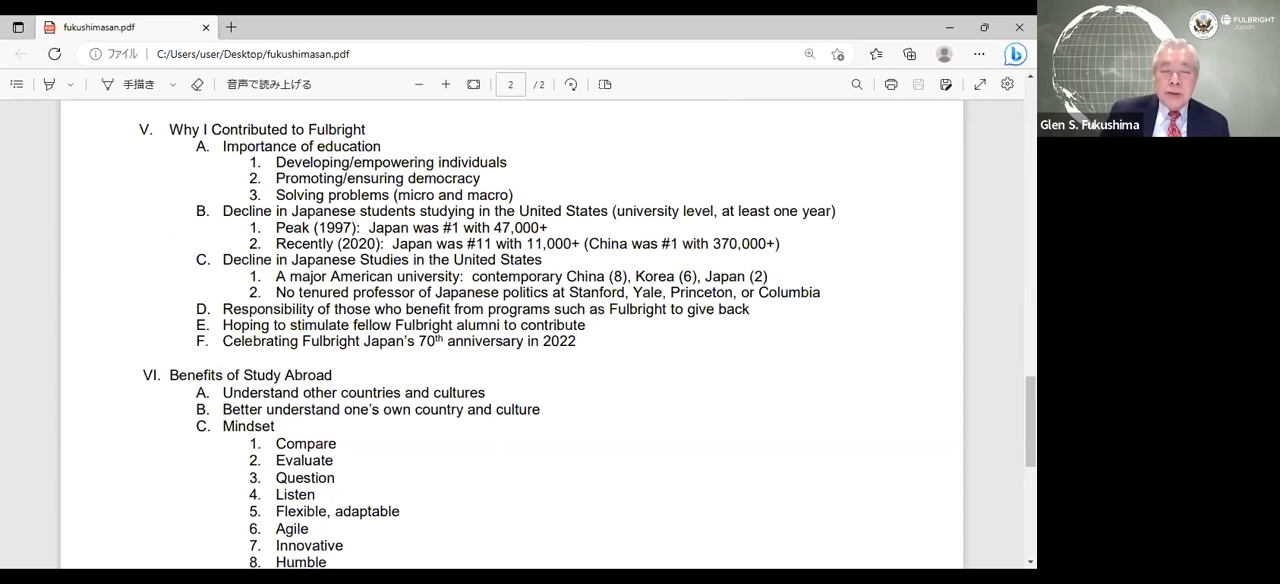 fukushimasan.pdf
ファイル
C:/Users/user/Desktop/fukushimasan.pdf
手描き
音声で読み上げる
2
/ 2
V. Why I Contributed to Fulbright
A. Importance of education
1. Developing/empowering individuals
2. Promoting/ensuring democracy
3. Solving problems (micro and macro)
B. Decline in Japanese students studying in the United States (university level, at least one year)
1. Peak (1997): Japan was #1 with 47,000+
2. Recently (2020): Japan was #11 with 11,000+ (China was #1 with 370,000+)
C. Decline in Japanese Studies in the United States
1. A major American university: contemporary China (8), Korea (6), Japan (2)
2. No tenured professor of Japanese politics at Stanford, Yale, Princeton, or Columbia
D. Responsibility of those who benefit from programs such as Fulbright to give back
E. Hoping to stimulate fellow Fulbright alumni to contribute
F. Celebrating Fulbright Japan's 70th anniversary in 2022
VI. Benefits of Study Abroad
A. Understand other countries and cultures
B. Better understand one's own country and culture
C. Mindset
1. Compare
2. Evaluate
3. Question
4. Listen
5. Flexible, adaptable
6. Agile
7. Innovative
8. Humble
FULBRIGHT
Japan
Glen S. Fukushima